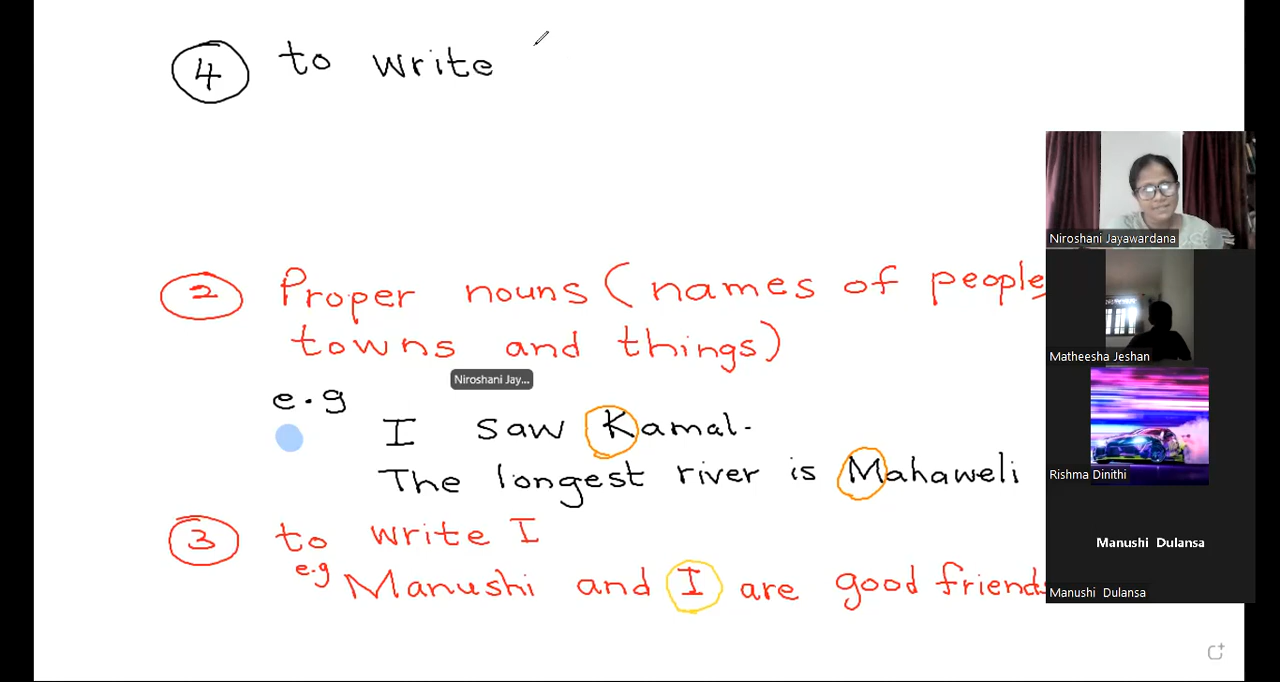 4 to write
2 Proper nouns (names of people
towns and things)
Niroshani Jay...
e.g
I saw Kamal.
The longest river is Mahaweli
3 to write I
e.g Manushi and I are good friends
Niroshani Jayawardana
Matheesha Jeshan
Rishma Dinithi
Manushi Dulansa
Manushi Dulansa